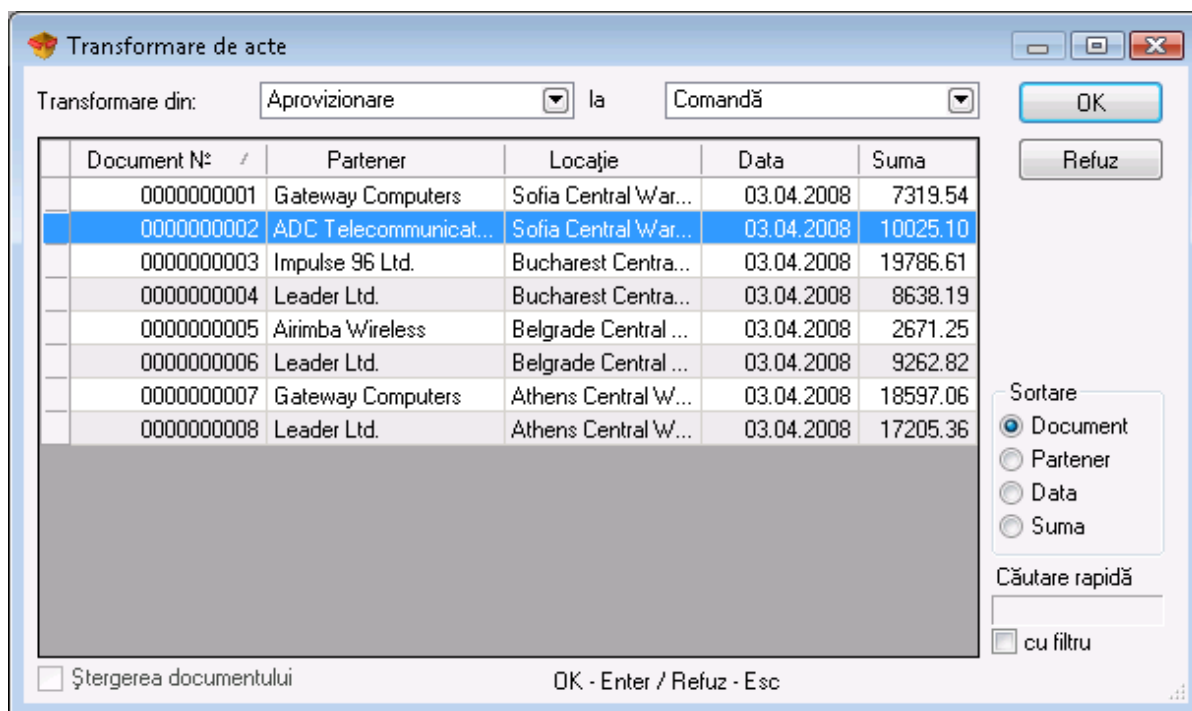 Transformare de acte
Transformare din: Aprovizionare la Comandă OK
Refuz
Document Nº Partener Locaţie Data Suma
0000000001 Gateway Computers Sofia Central War... 03.04.2008 7319.54
0000000002 ADC Telecommunicat... Sofia Central War... 03.04.2008 10025.10
0000000003 Impulse 96 Ltd. Bucharest Centra... 03.04.2008 19786.61
0000000004 Leader Ltd. Bucharest Centra... 03.04.2008 8638.19
0000000005 Airimba Wireless Belgrade Central ... 03.04.2008 2671.25
0000000006 Leader Ltd. Belgrade Central ... 03.04.2008 9262.82
0000000007 Gateway Computers Athens Central W... 03.04.2008 18597.06
0000000008 Leader Ltd. Athens Central W... 03.04.2008 17205.36
Sortare
Document
Partener
Data
Suma
Căutare rapidă
cu filtru
Ştergerea documentului OK - Enter / Refuz - Esc